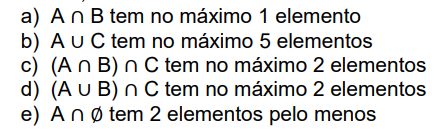 a) A ∩ B tem no máximo 1 elemento
b) A ∪ C tem no máximo 5 elementos
c) (A ∩ B) ∩ C tem no máximo 2 elementos
d) (A ∪ B) ∩ C tem no máximo 2 elementos
e) A ∩ ∅ tem 2 elementos pelo menos